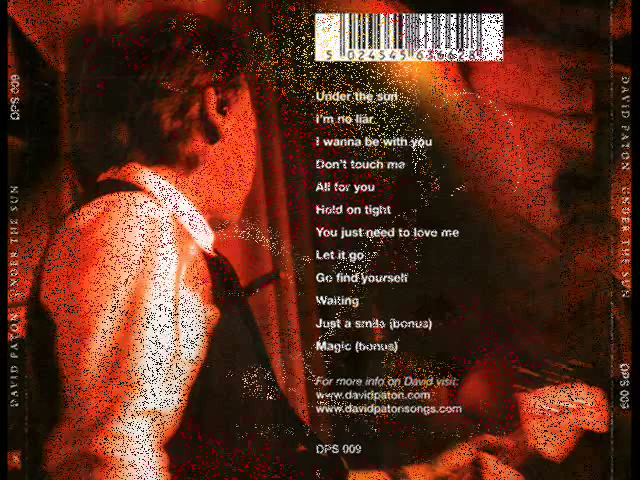 Under the sun
I'm no liar
I wanna be with you
Don't touch me
All for you
Hold on tight
You just need to love me
Let it go
Go find yourself
Waiting
Just a smile (bonus)
Magic (bonus)
For more info on David visit:
www.davidpaton.com
www.davidpatonsongs.com
DPS 009
DPS 009
DAVID PATON UNDER THE SUN
DAVID PATON UNDER THE SUN
DPS 009